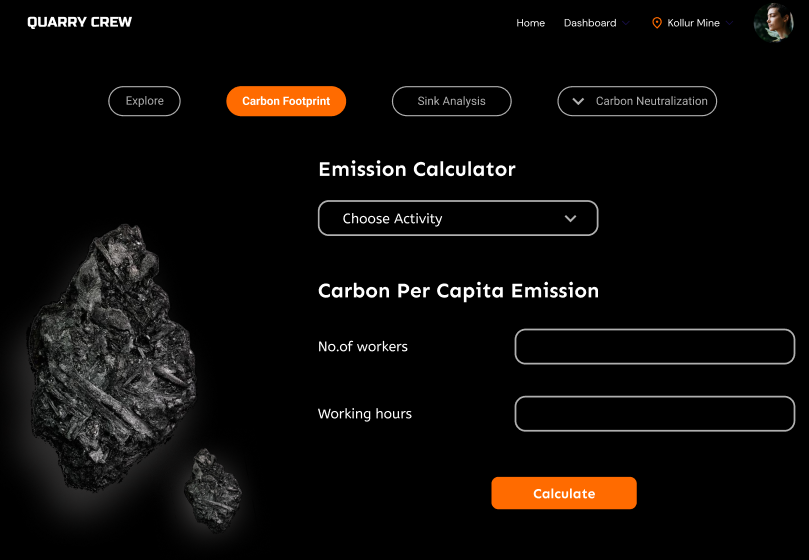 QUARRY CREW
Home
Dashboard
Kollur Mine
Explore
Carbon Footprint
Sink Analysis
Carbon Neutralization
Emission Calculator
Choose Activity
Carbon Per Capita Emission
No.of workers
Working hours
Calculate